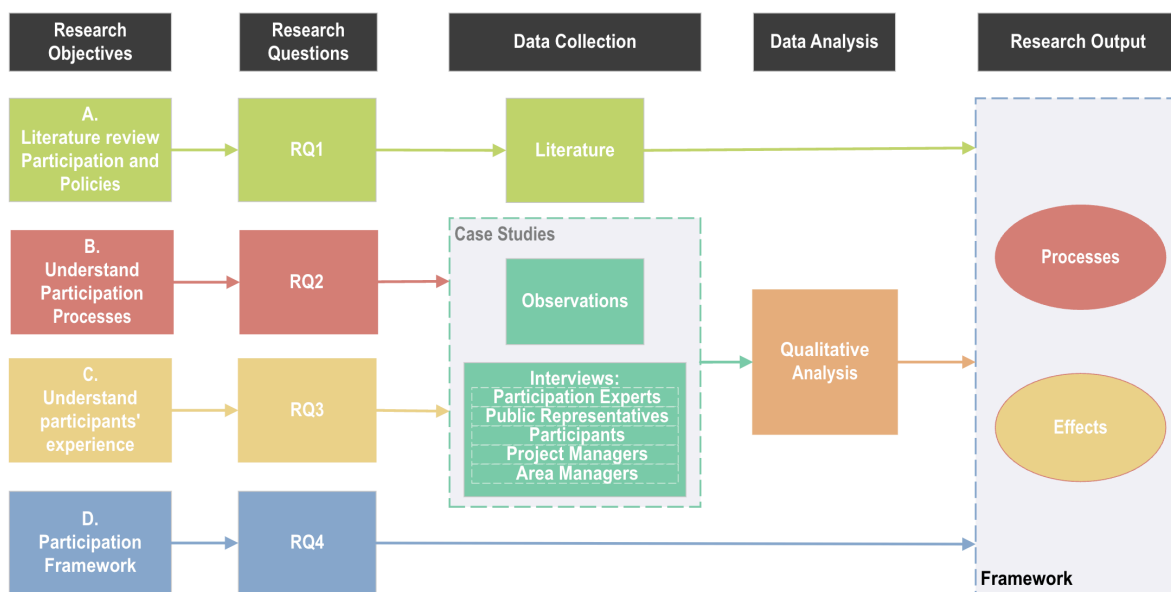 Research
Objectives
Research
Questions
Data Collection
Data Analysis
Research Output
A.
Literature review
Participation and
Policies
RQ1
Literature
B.
Understand
Participation
Processes
RQ2
Case Studies
Observations
Processes
C.
Understand
participants'
experience
RQ3
Interviews:
Participation Experts
Public Representatives
Participants
Project Managers
Area Managers
Qualitative
Analysis
Effects
D.
Participation
Framework
RQ4
Framework